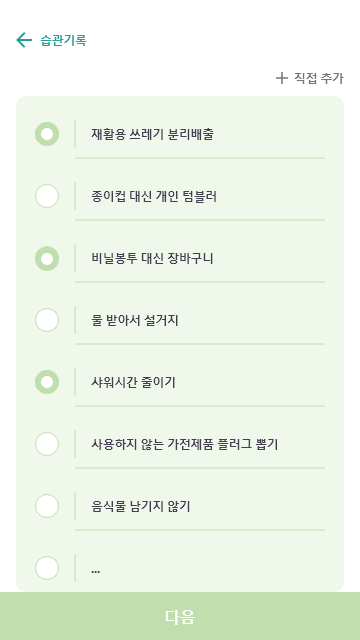 습관기록
직접 추가
재활용 쓰레기 분리배출
종이컵 대신 개인 텀블러
비닐봉투 대신 장바구니
물 받아서 설거지
샤워시간 줄이기
사용하지 않는 가전제품 플러그 뽑기
음식물 남기지 않기
...
다음